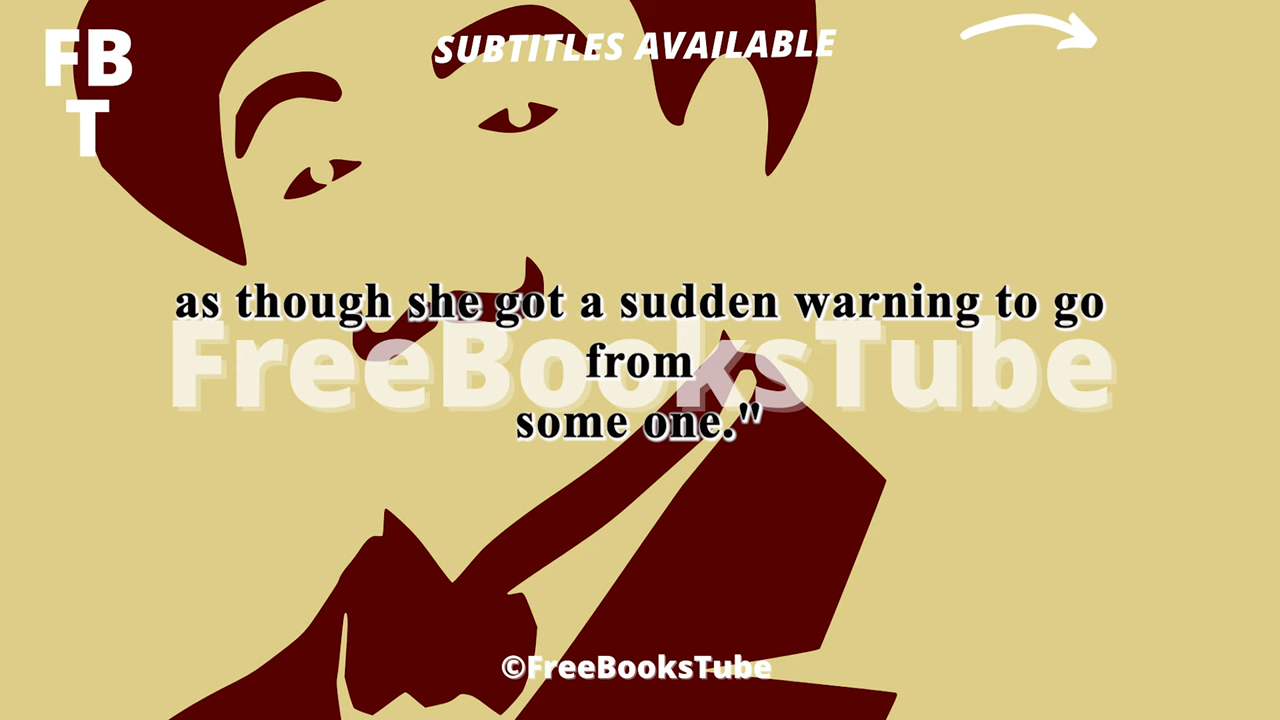 FB
T
SUBTITLES AVAILABLE
as though she got a sudden warning to go
from
some one."
FreeBooksTube
©FreeBooksTube